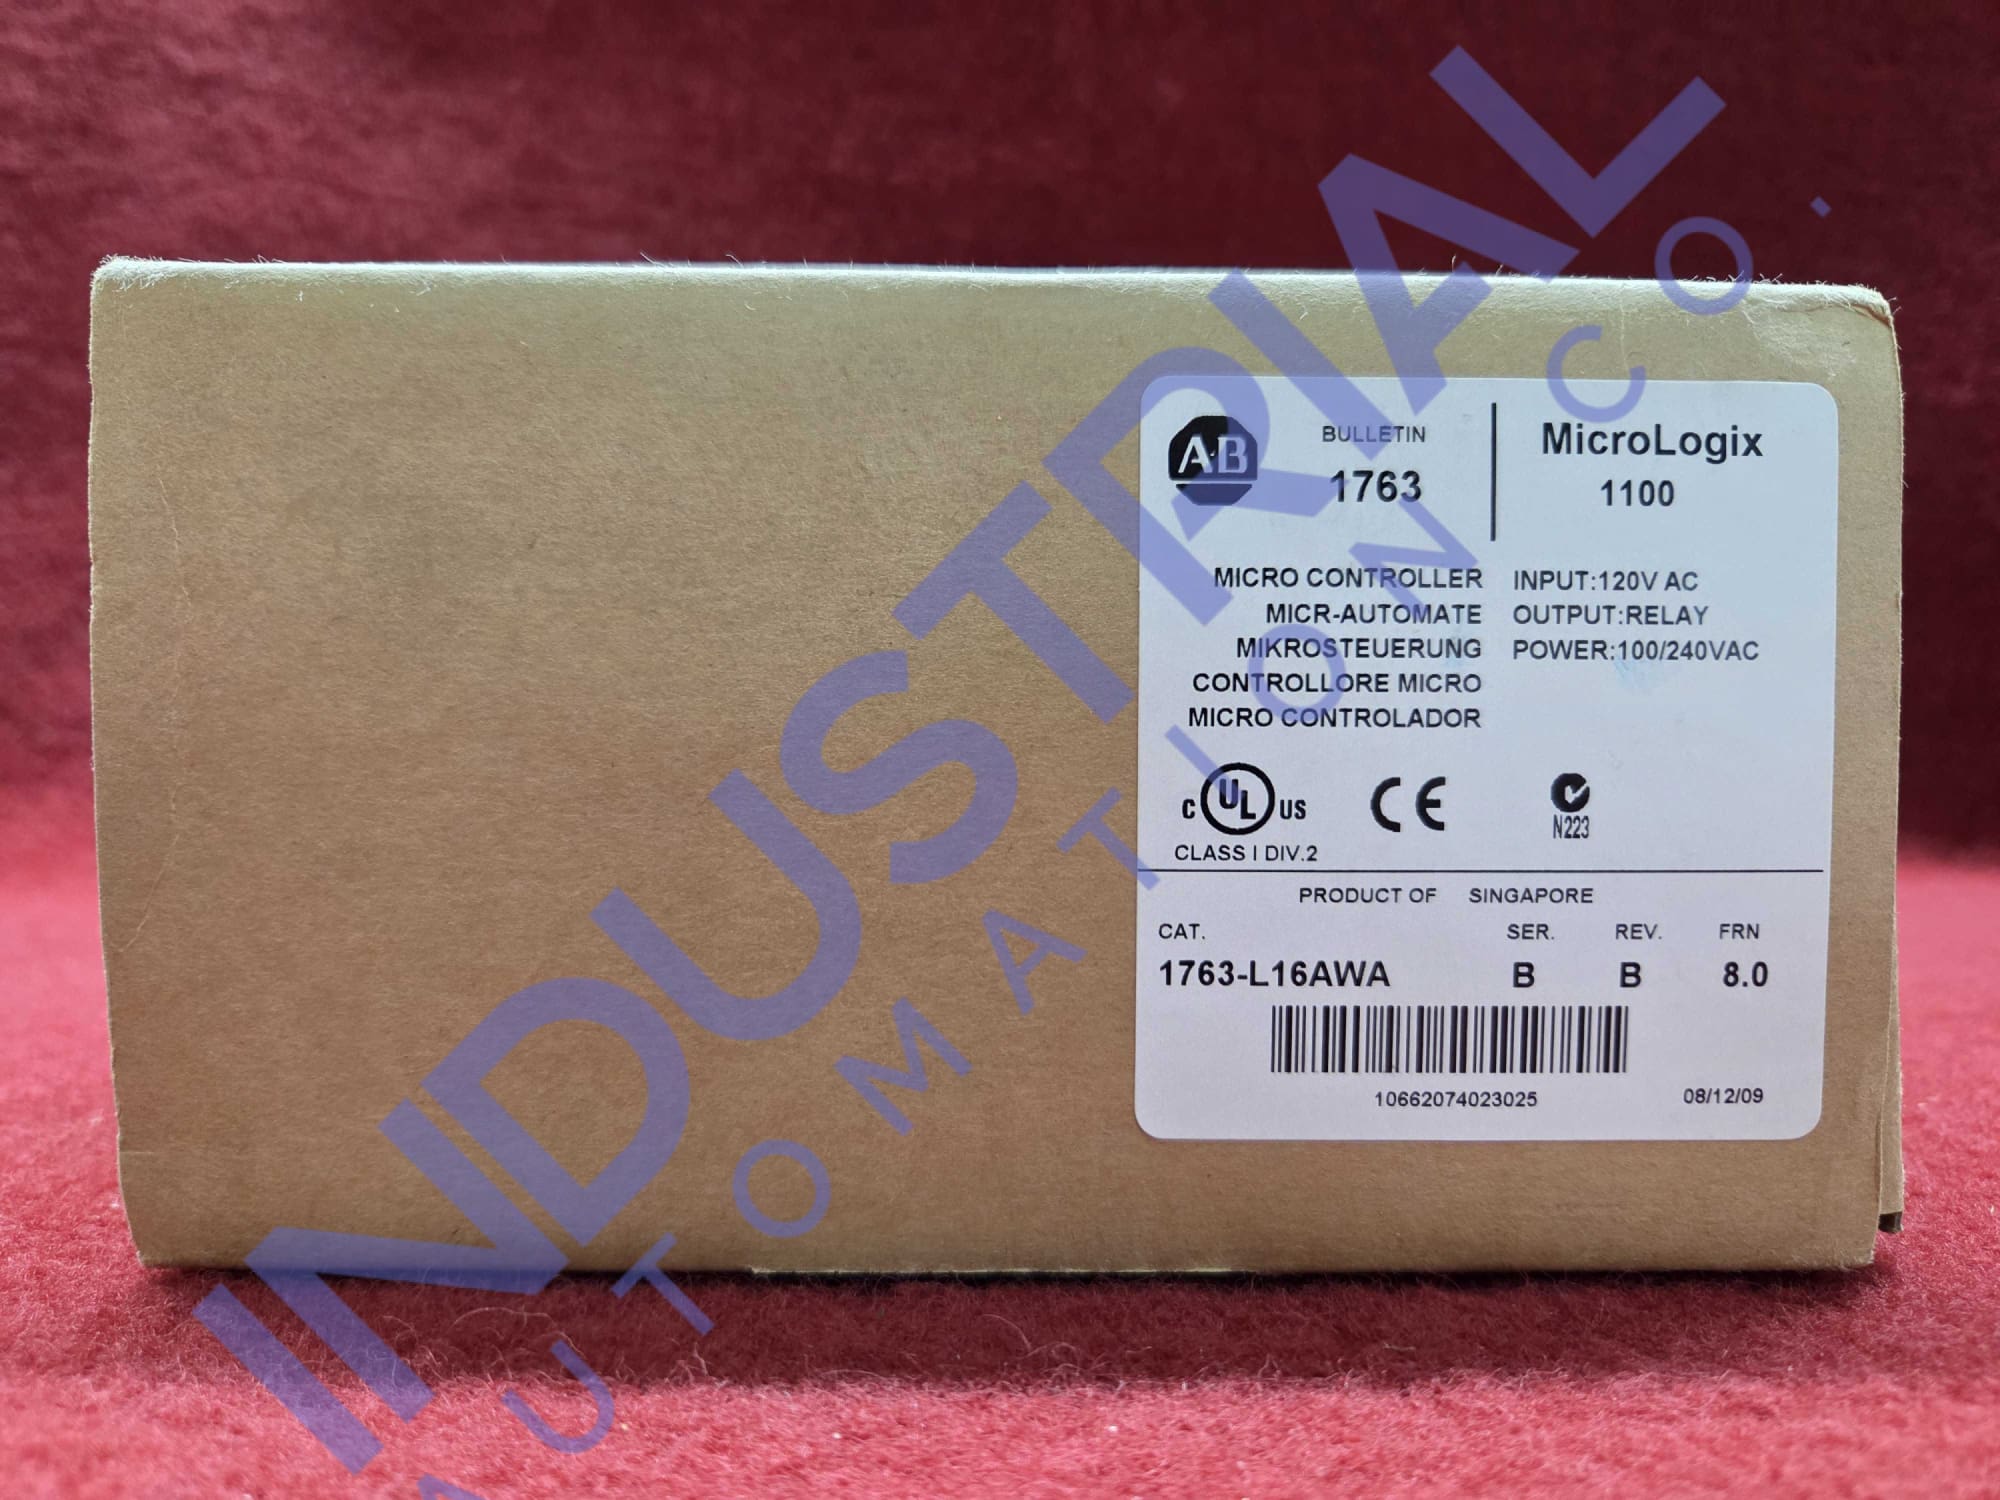 AB
BULLETIN
1763
MicroLogix
1100
MICRO CONTROLLER
MICR-AUTOMATE
MIKROSTEUERUNG
CONTROLLORE MICRO
MICRO CONTROLADOR
INPUT:120V AC
OUTPUT:RELAY
POWER:100/240VAC
C UL US
CE
N223
CLASS I DIV.2
PRODUCT OF SINGAPORE
CAT. SER. REV. FRN
1763-L16AWA B B 8.0
10662074023025
08/12/09
INDUSTRIAL
AUTOMATION CO.